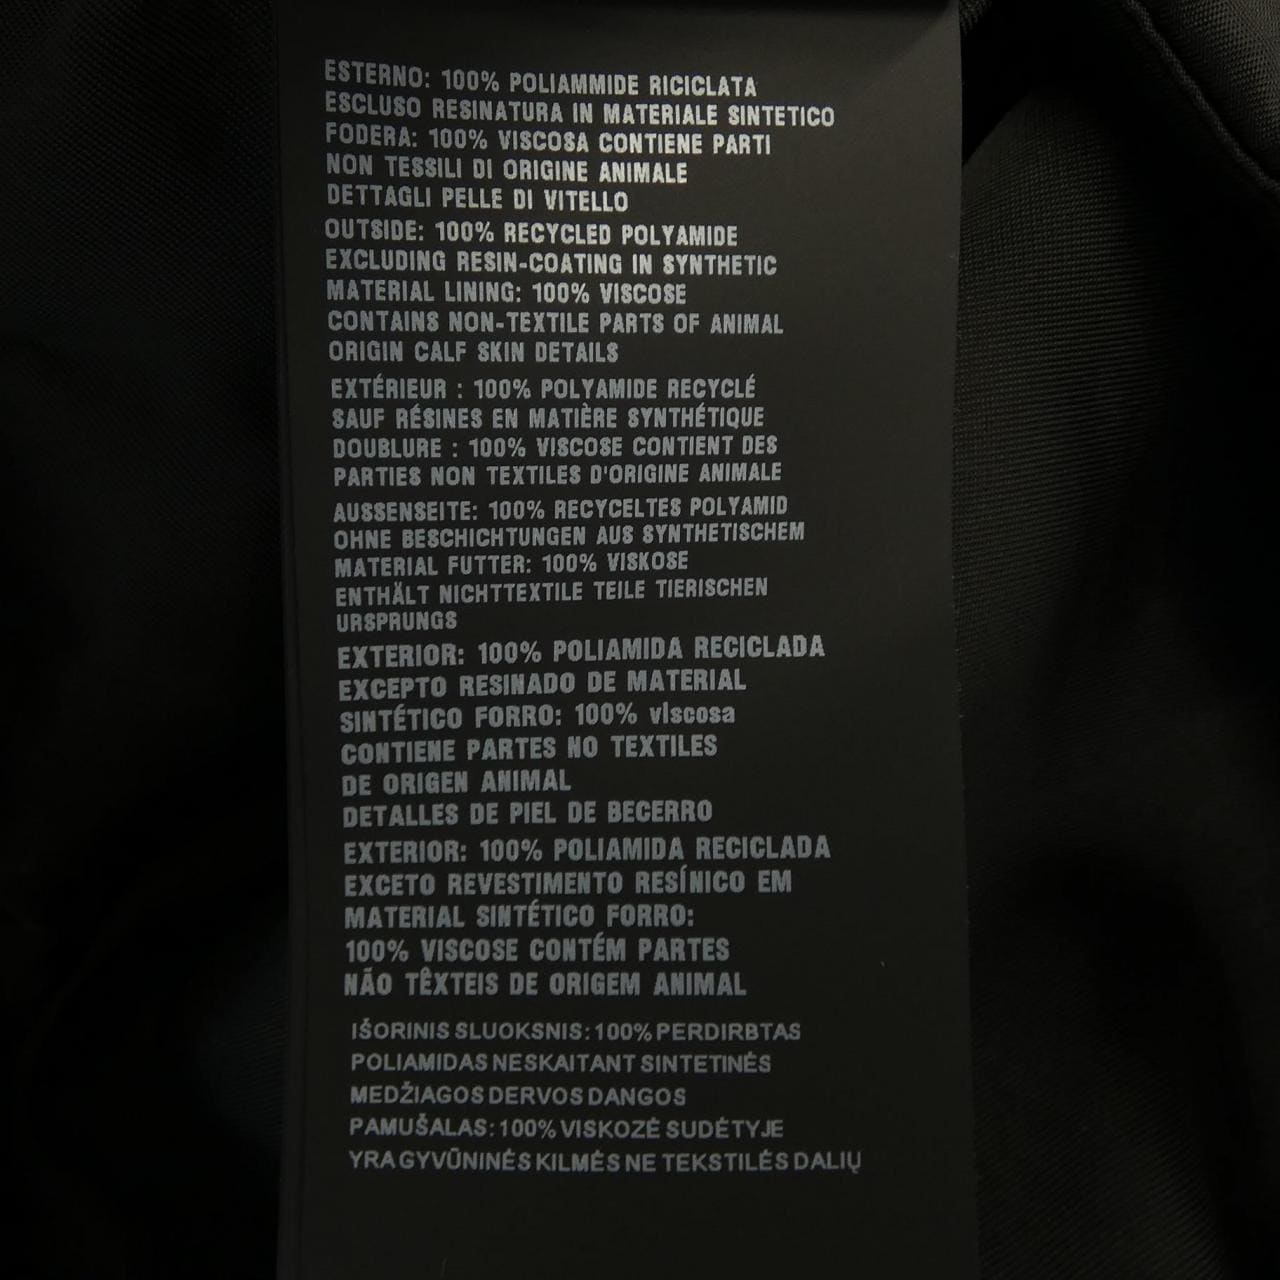 ESTERNO: 100% POLIAMMIDE RICICLATA
ESCLUSO RESINATURA IN MATERIALE SINTETICO
FODERA: 100% VISCOSA CONTIENE PARTI
NON TESSILI DI ORIGINE ANIMALE
DETTAGLI PELLE DI VITELLO
OUTSIDE: 100% RECYCLED POLYAMIDE
EXCLUDING RESIN-COATING IN SYNTHETIC
MATERIAL LINING: 100% VISCOSE
CONTAINS NON-TEXTILE PARTS OF ANIMAL
ORIGIN CALF SKIN DETAILS
EXTÉRIEUR : 100% POLYAMIDE RECYCLÉ
SAUF RÉSINES EN MATIÈRE SYNTHÉTIQUE
DOUBLURE : 100% VISCOSE CONTIENT DES
PARTIES NON TEXTILES D'ORIGINE ANIMALE
AUSSENSEITE: 100% RECYCELTES POLYAMID
OHNE BESCHICHTUNGEN AUS SYNTHETISCHEM
MATERIAL FUTTER: 100% VISKOSE
ENTHÄLT NICHTTEXTILE TEILE TIERISCHEN
URSPRUNGS
EXTERIOR: 100% POLIAMIDA RECICLADA
EXCEPTO RESINADO DE MATERIAL
SINTÉTICO FORRO: 100% vIscosa
CONTIENE PARTES NO TEXTILES
DE ORIGEN ANIMAL
DETALLES DE PIEL DE BECERRO
EXTERIOR: 100% POLIAMIDA RECICLADA
EXCETO REVESTIMENTO RESÍNICO EM
MATERIAL SINTÉTICO FORRO:
100% VISCOSE CONTÉM PARTES
NÃO TÊXTEIS DE ORIGEM ANIMAL
IŠORINIS SLUOKSNIS: 100% PERDIRBTAS
POLIAMIDAS NESKAITANT SINTETINĖS
MEDŽIAGOS DERVOS DANGOS
PAMUŠALAS: 100% VISKOZĖ SUDĖTYJE
YRA GYVŪNINĖS KILMĖS NE TEKSTILĖS DALIŲ